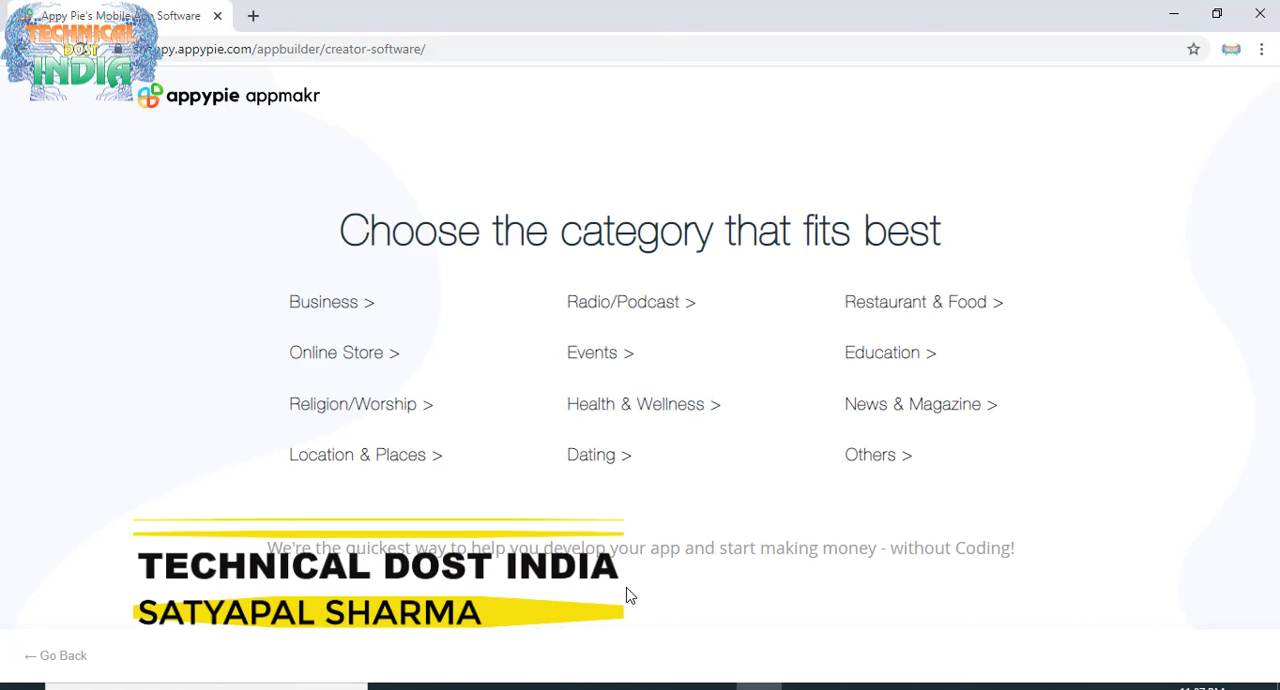 Appy Pie's Mobile App Software
TECHNICAL
DOST
INDIA
py.appypie.com/appbuilder/creator-software/
appypie appmakr
Choose the category that fits best
Business >
Radio/Podcast >
Restaurant & Food >
Online Store >
Events >
Education >
Religion/Worship >
Health & Wellness >
News & Magazine >
Location & Places >
Dating >
Others >
We're the quickest way to help you develop your app and start making money - without Coding!
TECHNICAL DOST INDIA
SATYAPAL SHARMA
← Go Back